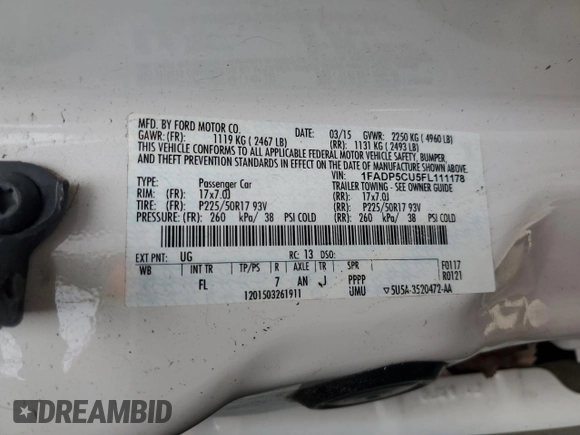 MFD. BY FORD MOTOR CO.
03/15 GVWR: 2250 KG ( 4960 LB)
GAWR: (FR): 1119 KG ( 2467 LB) (RR): 1131 KG ( 2493 LB)
THIS VEHICLE CONFORMS TO ALL APPLICABLE FEDERAL MOTOR VEHICLE SAFETY, BUMPER,
AND THEFT PREVENTION STANDARDS IN EFFECT ON THE DATE OF MANUFACTURE SHOWN ABOVE.
VIN: 1FADP5CU5FL111178
TYPE: Passenger Car TRAILER TOWING - SEE OWNER GUIDE
RIM: (FR) 17x7.0J (RR): 17x7.0J
TIRE: (FR) P225/50R17 93V (RR) P225/50R17 93V
PRESSURE: (FR) 260 kPa/ 38 PSI COLD (RR) 260 kPa/ 38 PSI COLD
EXT PNT: UG RC: 13 DSO:
WB INT TR TP/PS R AXLE TR SPR F0117
FL 7 AN J PPPP R0121
1201503261911 UMU ▽5U5A-3520472-AA
DREAMBID